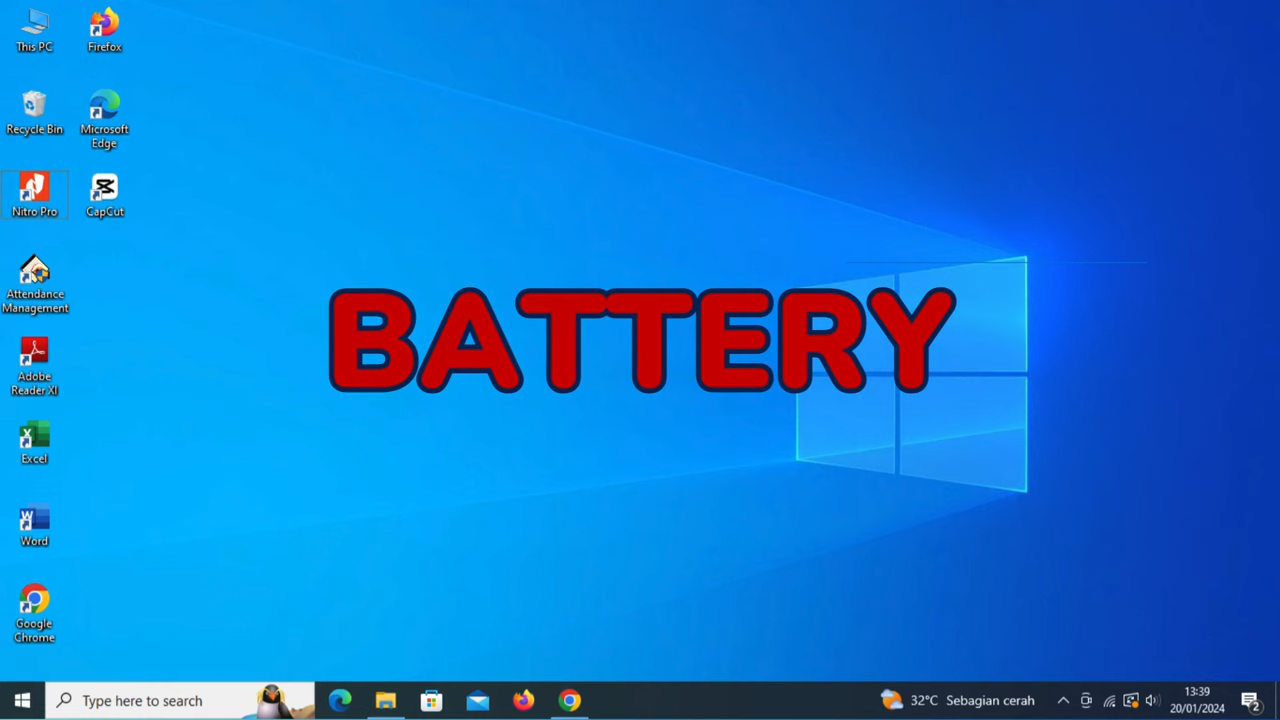 This PC
Firefox
Recycle Bin
Microsoft
Edge
Nitro Pro
CapCut
Attendance
Management
Adobe
Reader XI
Excel
Word
Google
Chrome
BATTERY
Type here to search
32°C Sebagian cerah
13:39
20/01/2024
2